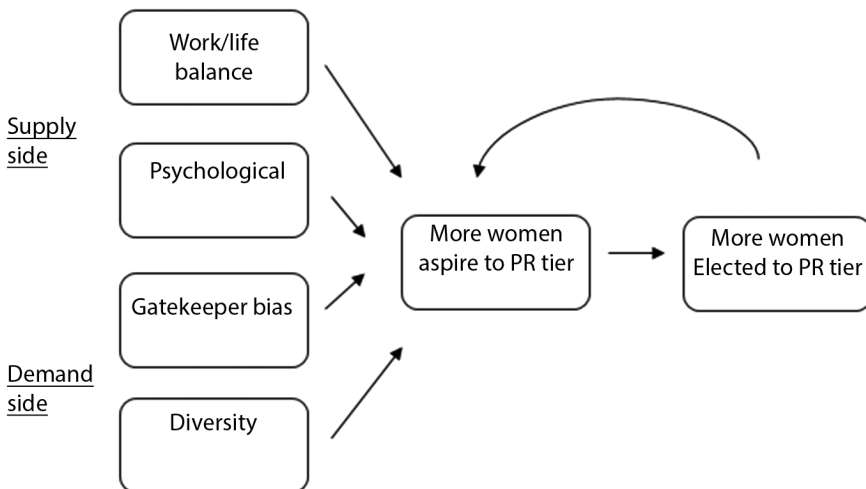 Work/life
balance
Supply
side
Psychological
More women
aspire to PR tier
More women
Elected to PR tier
Gatekeeper bias
Demand
side
Diversity